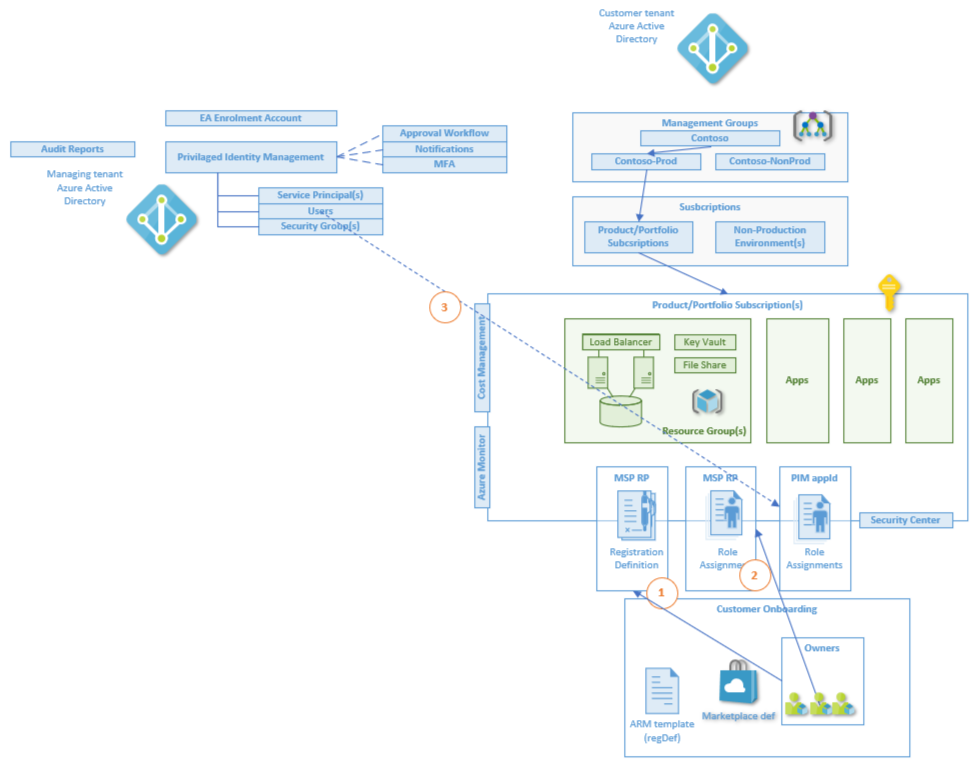 Customer tenant
Azure Active
Directory
EA Enrolment Account
Audit Reports
Privilaged Identity Management
Approval Workflow
Notifications
MFA
Managing tenant
Azure Active
Directory
Service Principal(s)
Users
Security Group(s)
Management Groups
Contoso
Contoso-Prod
Contoso-NonProd
Susbcriptions
Product/Portfolio
Subcsriptions
Non-Production
Environment(s)
3
Product/Portfolio Subscription(s)
Cost Management
Azure Monitor
Load Balancer
Key Vault
File Share
Resource Group(s)
Apps
Apps
Apps
MSP RP
Registration
Definition
MSP RP
Role
Assignme
PIM appId
Role
Assignments
Security Center
1
2
Customer Onboarding
Owners
ARM template
(regDef)
Marketplace def